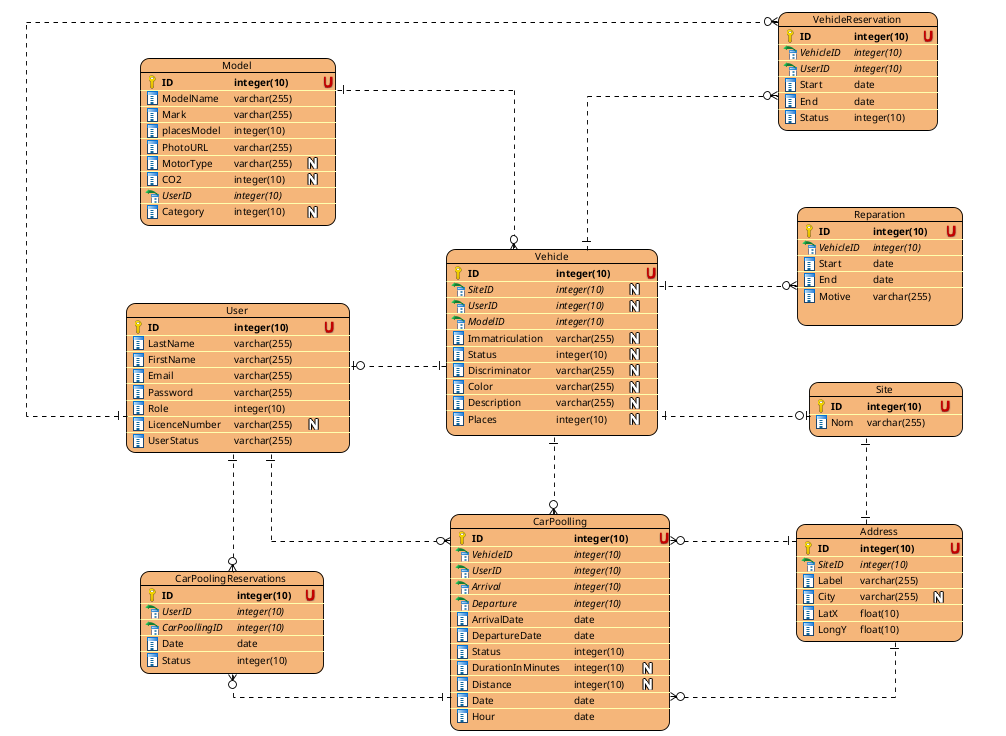 VehicleReservation
ID integer(10) U
VehicleID integer(10)
UserID integer(10)
Start date
End date
Status integer(10)
Model
ID integer(10) U
ModelName varchar(255)
Mark varchar(255)
placesModel integer(10)
PhotoURL varchar(255)
MotorType varchar(255) N
CO2 integer(10) N
UserID integer(10)
Category integer(10) N
Reparation
ID integer(10) U
VehicleID integer(10)
Start date
End date
Motive varchar(255)
Vehicle
ID integer(10) U
SiteID integer(10) N
UserID integer(10) N
ModelID integer(10)
Immatriculation varchar(255) N
Status integer(10) N
Discriminator varchar(255) N
Color varchar(255) N
Description varchar(255) N
Places integer(10) N
User
ID integer(10) U
LastName varchar(255)
FirstName varchar(255)
Email varchar(255)
Password varchar(255)
Role integer(10)
LicenceNumber varchar(255) N
UserStatus varchar(255)
Site
ID integer(10) U
Nom varchar(255)
CarPoolling
ID integer(10) U
VehicleID integer(10)
UserID integer(10)
Arrival integer(10)
Departure integer(10)
ArrivalDate date
DepartureDate date
Status integer(10)
DurationInMinutes integer(10) N
Distance integer(10) N
Date date
Hour date
Address
ID integer(10) U
SiteID integer(10)
Label varchar(255)
City varchar(255) N
LatX float(10)
LongY float(10)
CarPoolingReservations
ID integer(10) U
UserID integer(10)
CarPoollingID integer(10)
Date date
Status integer(10)